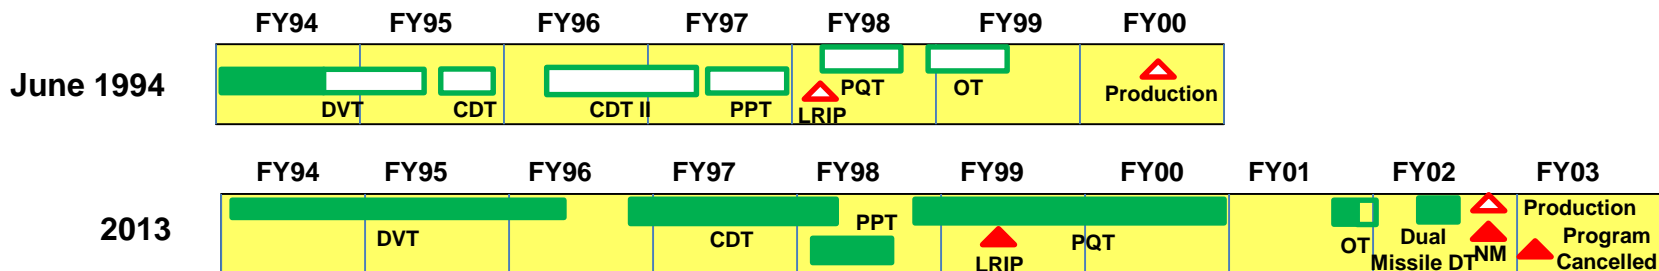 FY94 FY95 FY96 FY97 FY98 FY99 FY00
June 1994
DVT CDT CDT II PPT LRIP PQT OT Production
FY94 FY95 FY96 FY97 FY98 FY99 FY00 FY01 FY02 FY03
2013
DVT CDT PPT LRIP PQT OT Dual
Missile DT NM Production
Program
Cancelled